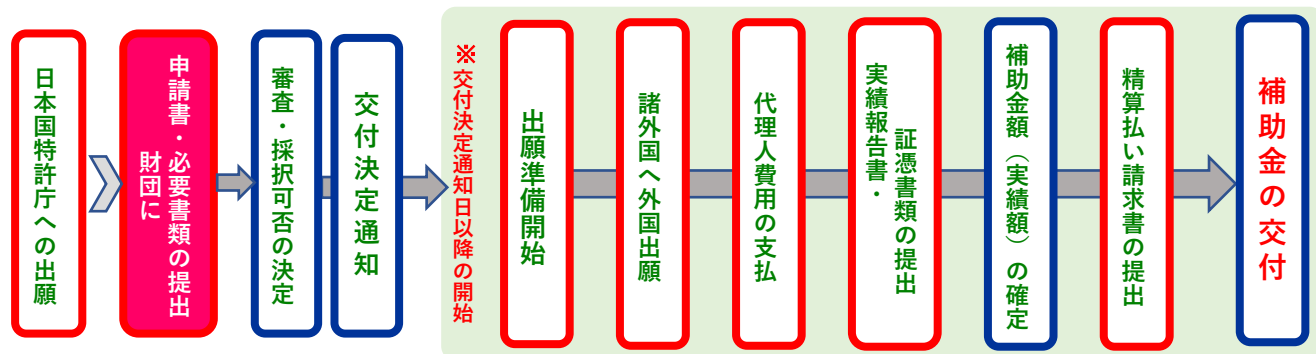 日本国特許庁への出願
申請書・必要書類の提出
財団に
審査・採択可否の決定
交付決定通知
※交付決定通知日以降の開始
出願準備開始
諸外国へ外国出願
代理人費用の支払
実績報告書・
証憑書類の提出
補助金額（実績額）の確定
精算払い請求書の提出
補助金の交付